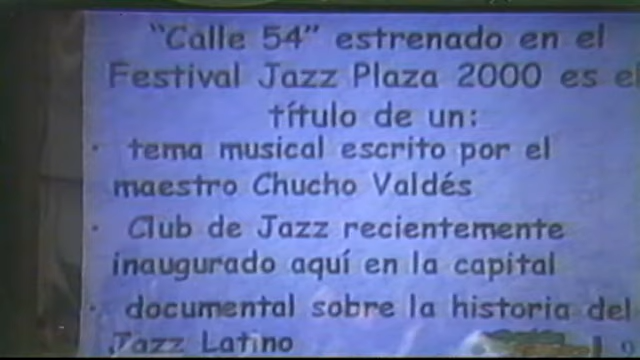 "Calle 54" estrenado en el
Festival Jazz Plaza 2000 es el
título de un:
· tema musical escrito por el
maestro Chucho Valdés
· Club de Jazz recientemente
inaugurado aquí en la capital
· documental sobre la historia del
Jazz Latino